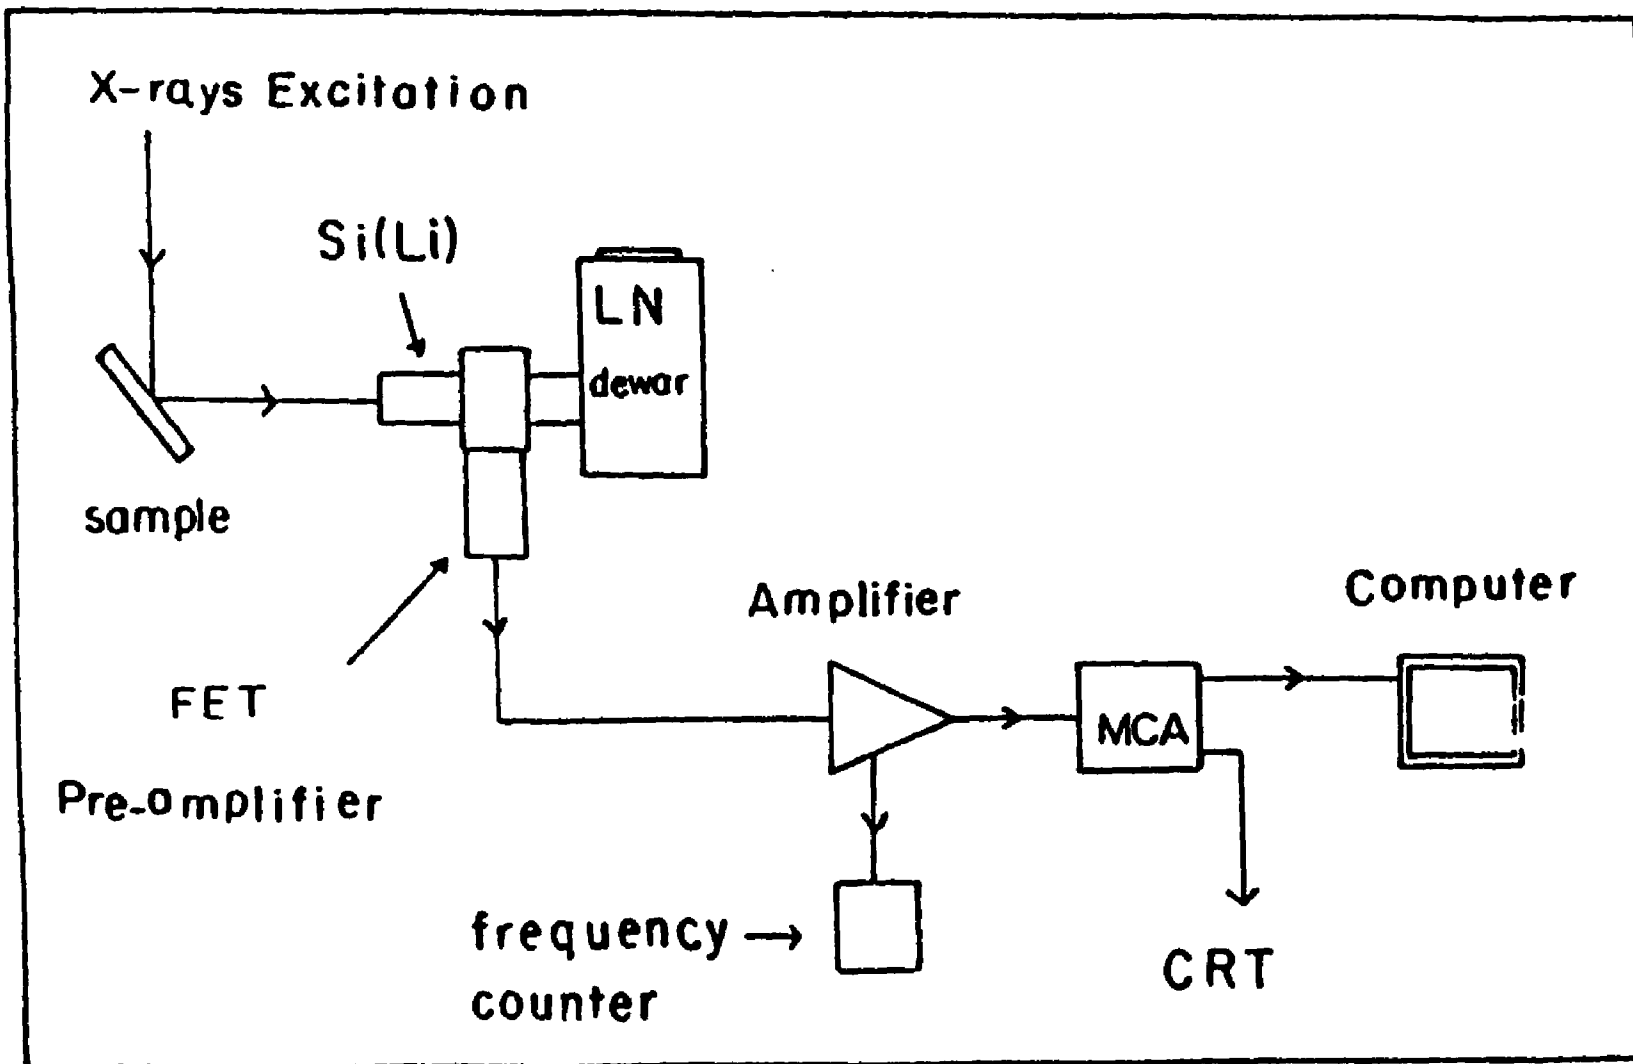 X-rays Excitation
Si(Li)
LN
dewar
sample
Amplifier
Computer
FET
Pre-amplifier
MCA
frequency
counter
CRT